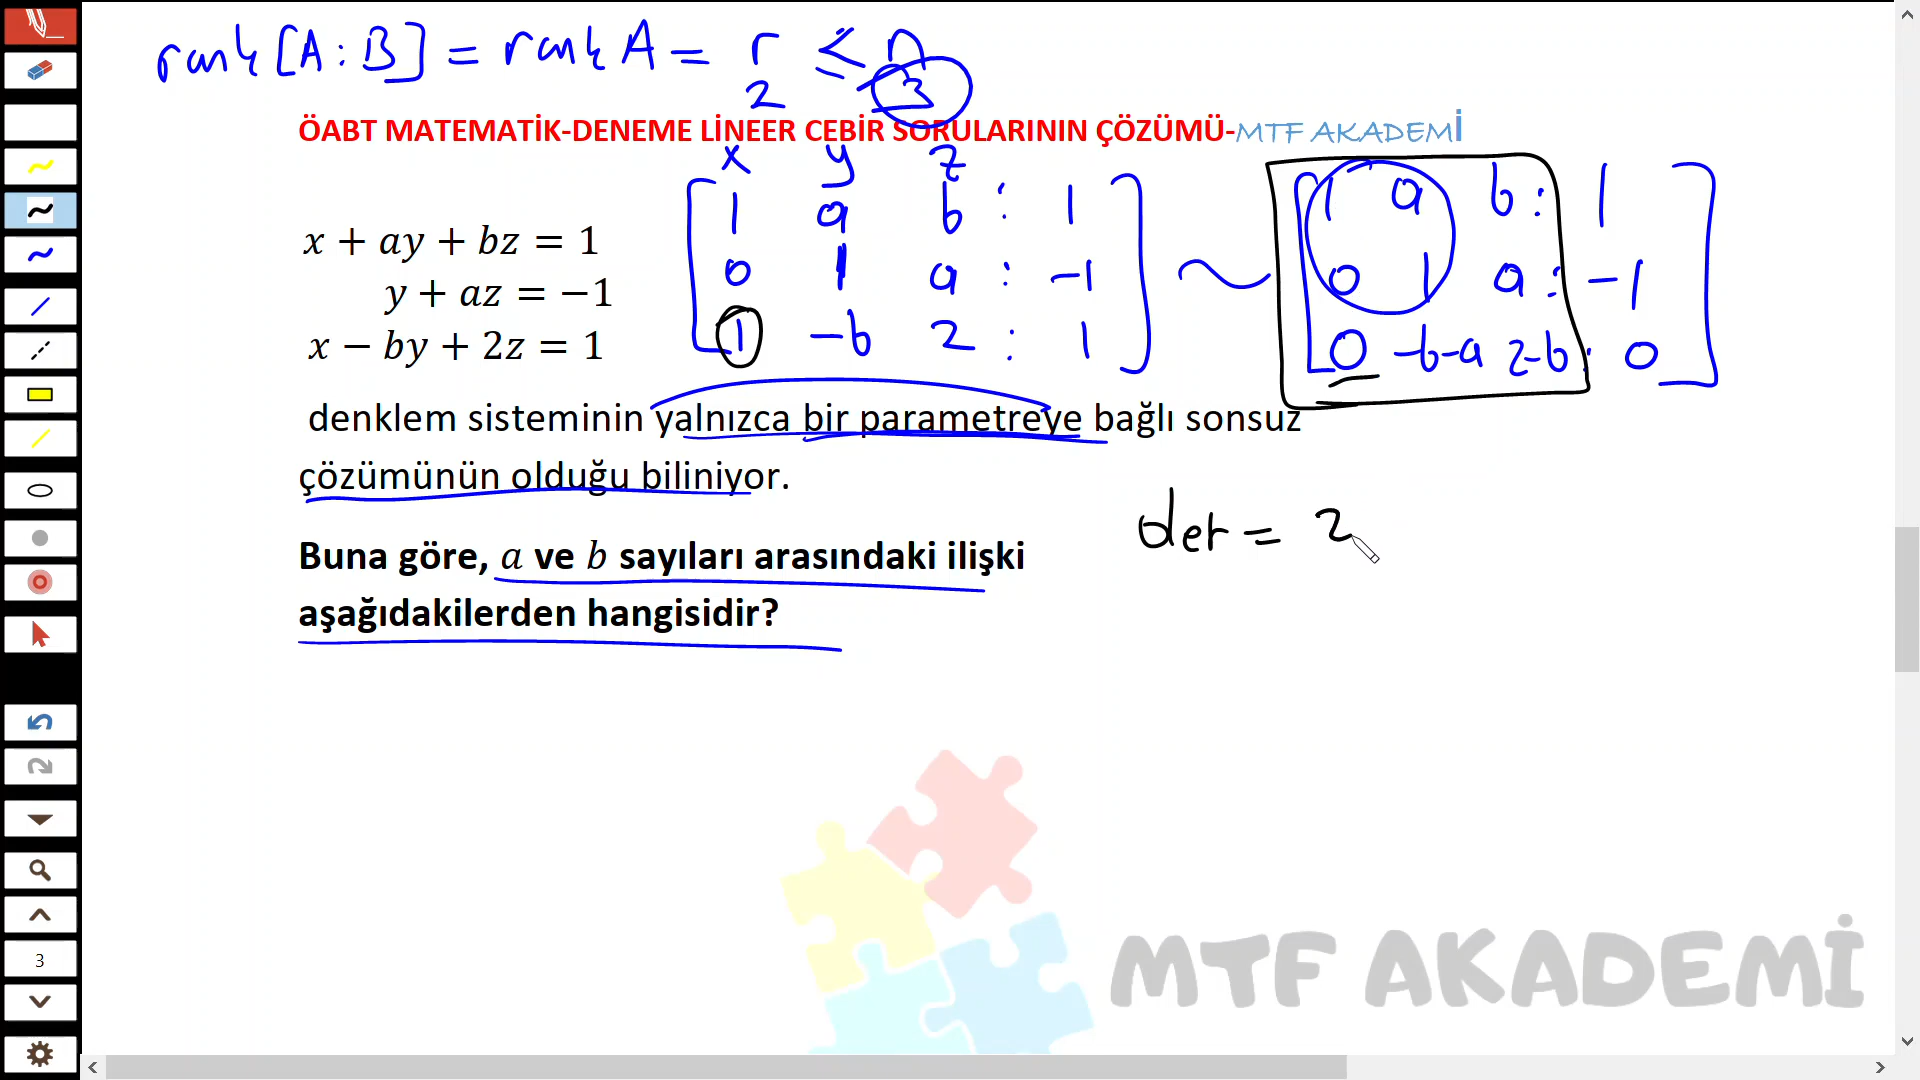 rank[A:B] = rank A = r ≤ n
2 3
ÖABT MATEMATİK-DENEME LİNEER CEBİR SORULARININ ÇÖZÜMÜ-MTF AKADEMİ
x y z
x + ay + bz = 1
y + az = −1
x − by + 2z = 1
1 a b : 1
0 1 a : -1
1 -b 2 : 1
~
1 a b : 1
0 1 a : -1
0 -b-a 2-b : 0
denklem sisteminin yalnızca bir parametreye bağlı sonsuz
çözümünün olduğu biliniyor.
det = 2
Buna göre, a ve b sayıları arasındaki ilişki
aşağıdakilerden hangisidir?
MTF AKADEMİ
3